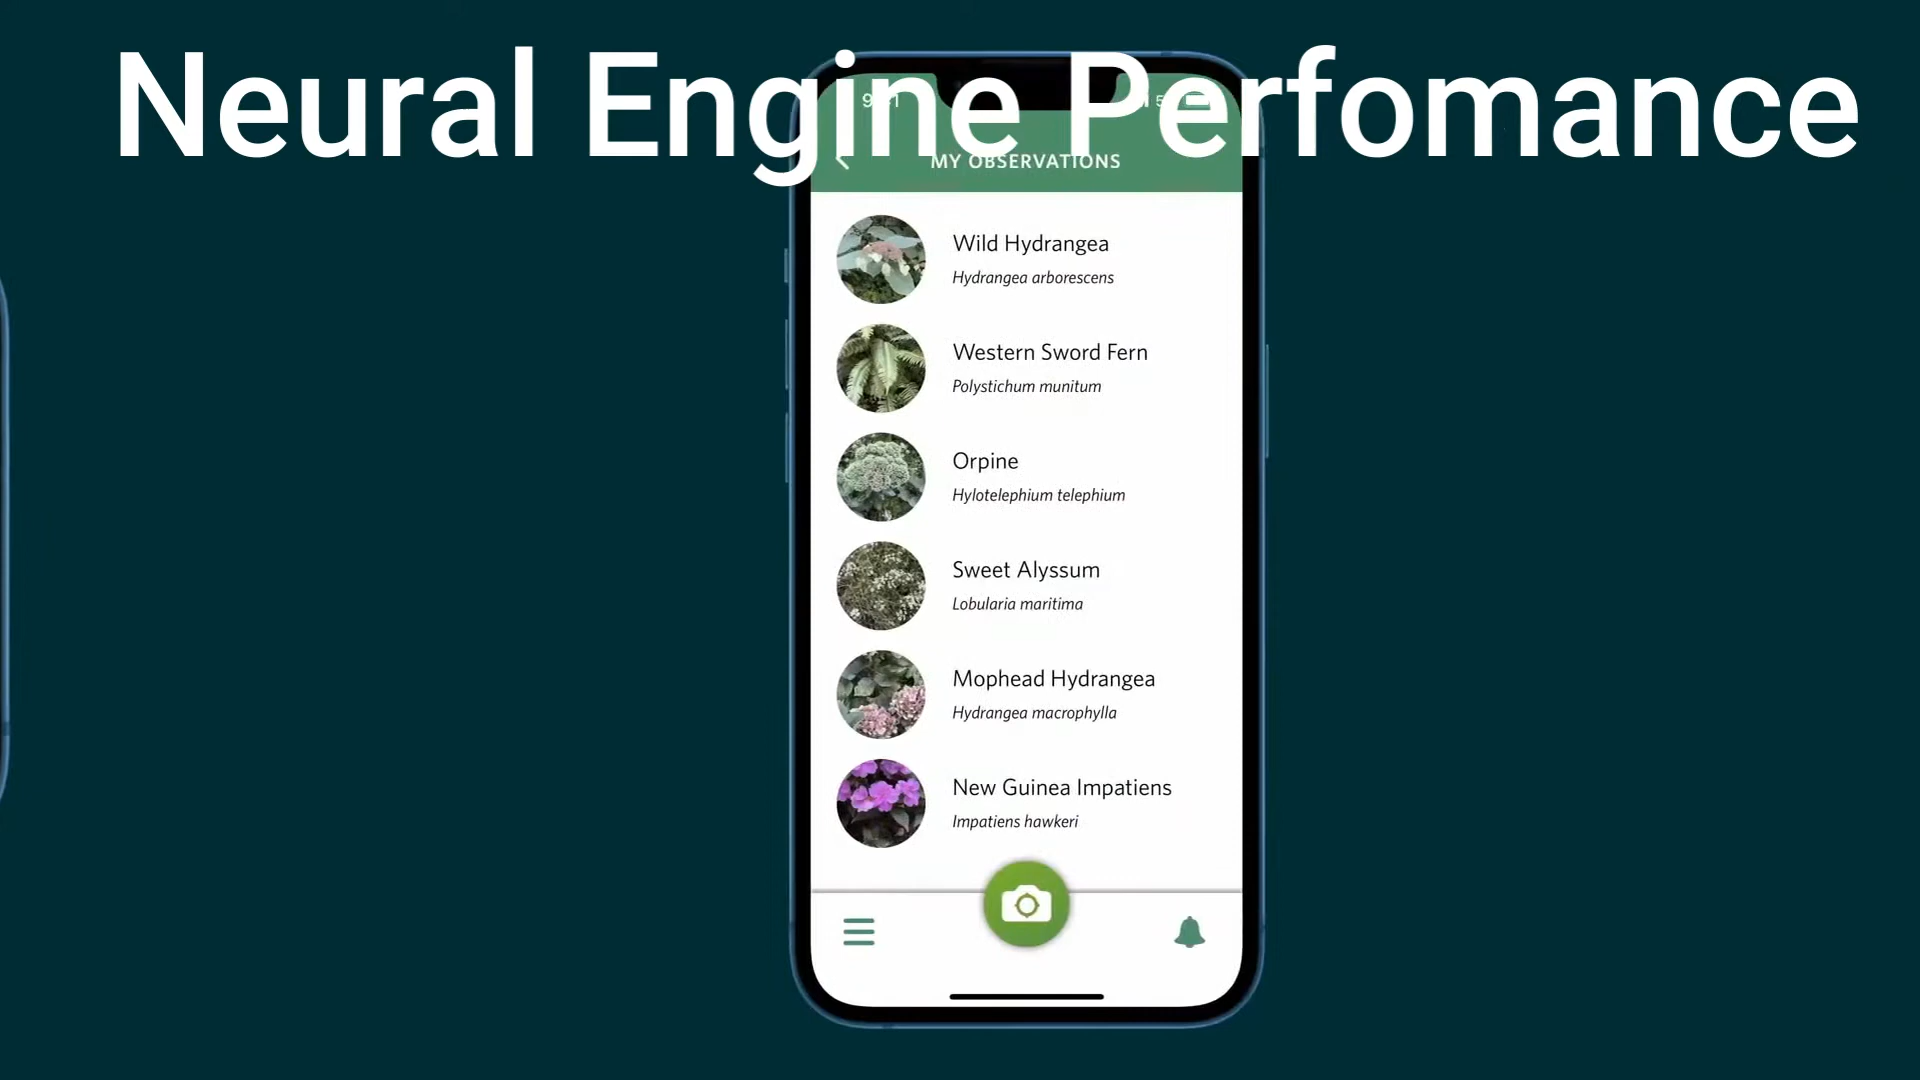 Neural Engine Perfomance
MY OBSERVATIONS
Wild Hydrangea
Hydrangea arborescens
Western Sword Fern
Polystichum munitum
Orpine
Hylotelephium telephium
Sweet Alyssum
Lobularia maritima
Mophead Hydrangea
Hydrangea macrophylla
New Guinea Impatiens
Impatiens hawkeri